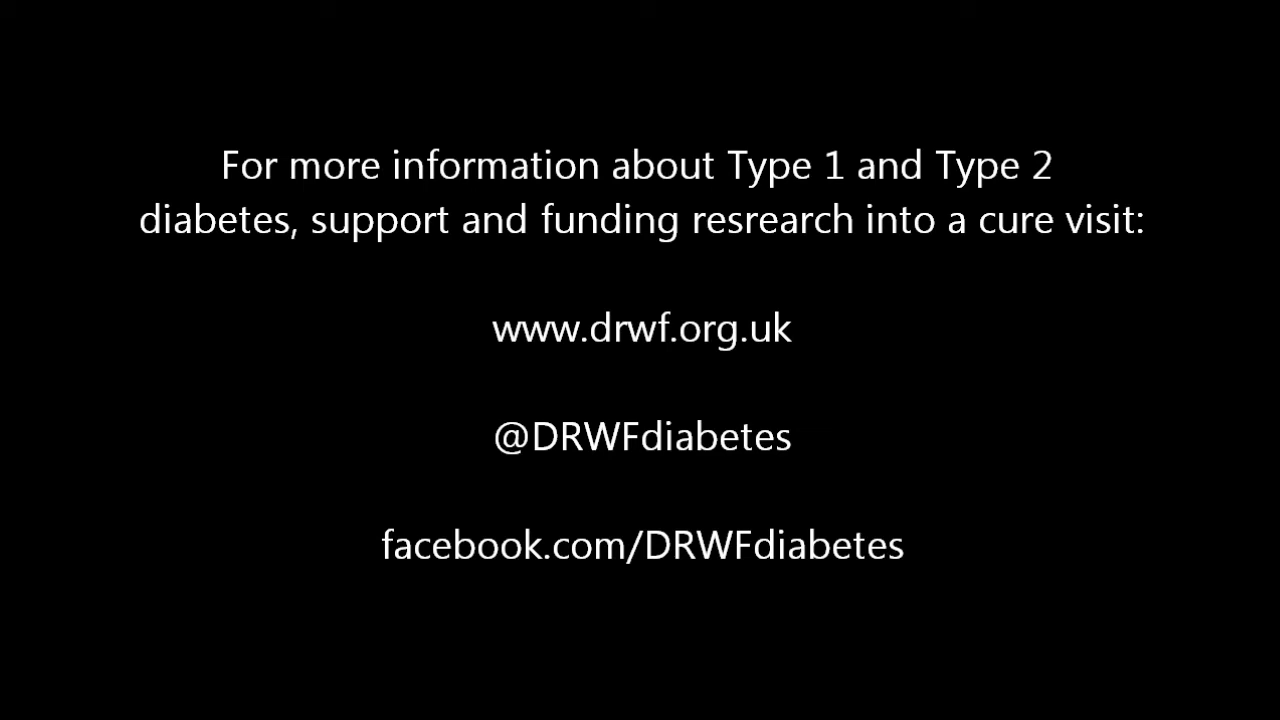 For more information about Type 1 and Type 2
diabetes, support and funding resrearch into a cure visit:
www.drwf.org.uk
@DRWFdiabetes
facebook.com/DRWFdiabetes